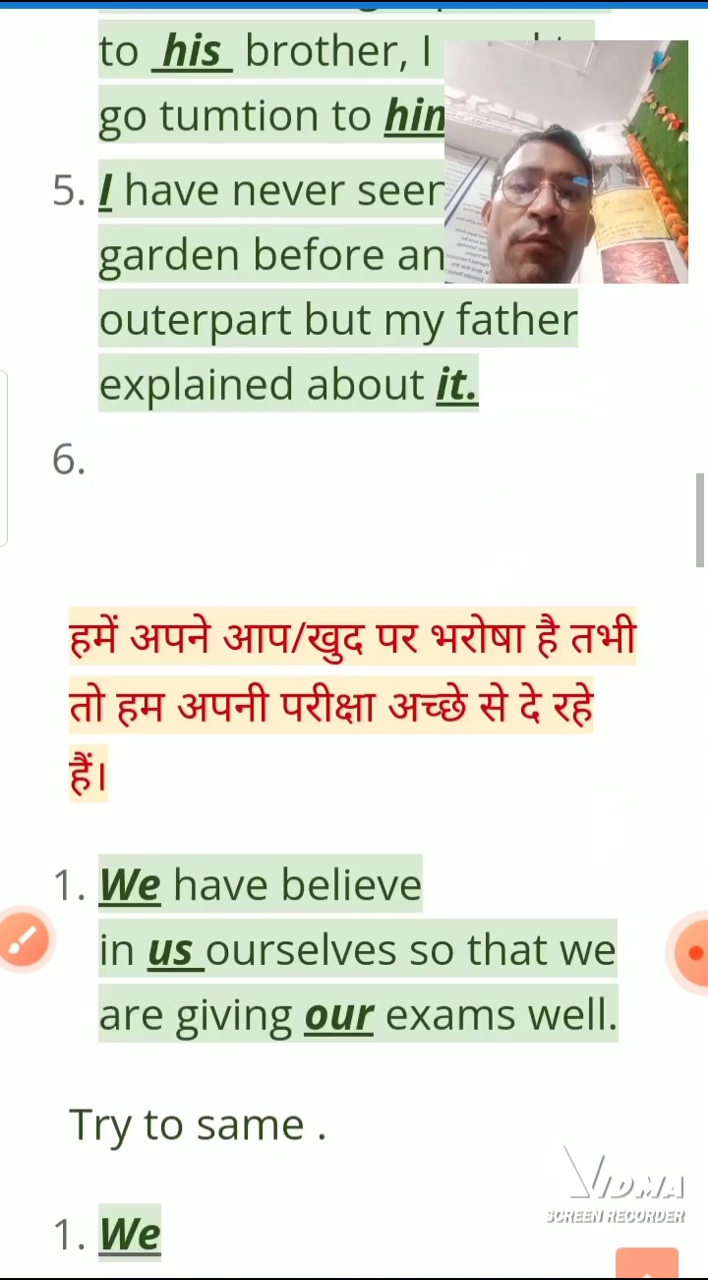 to his brother, I
go tumtion to him
5. I have never seen
garden before an
outerpart but my father
explained about it.
6.
हमें अपने आप/खुद पर भरोषा है तभी
तो हम अपनी परीक्षा अच्छे से दे रहे
हैं।
1. We have believe
in us ourselves so that we
are giving our exams well.
Try to same .
1. We
VIDMA
SCREEN RECORDER